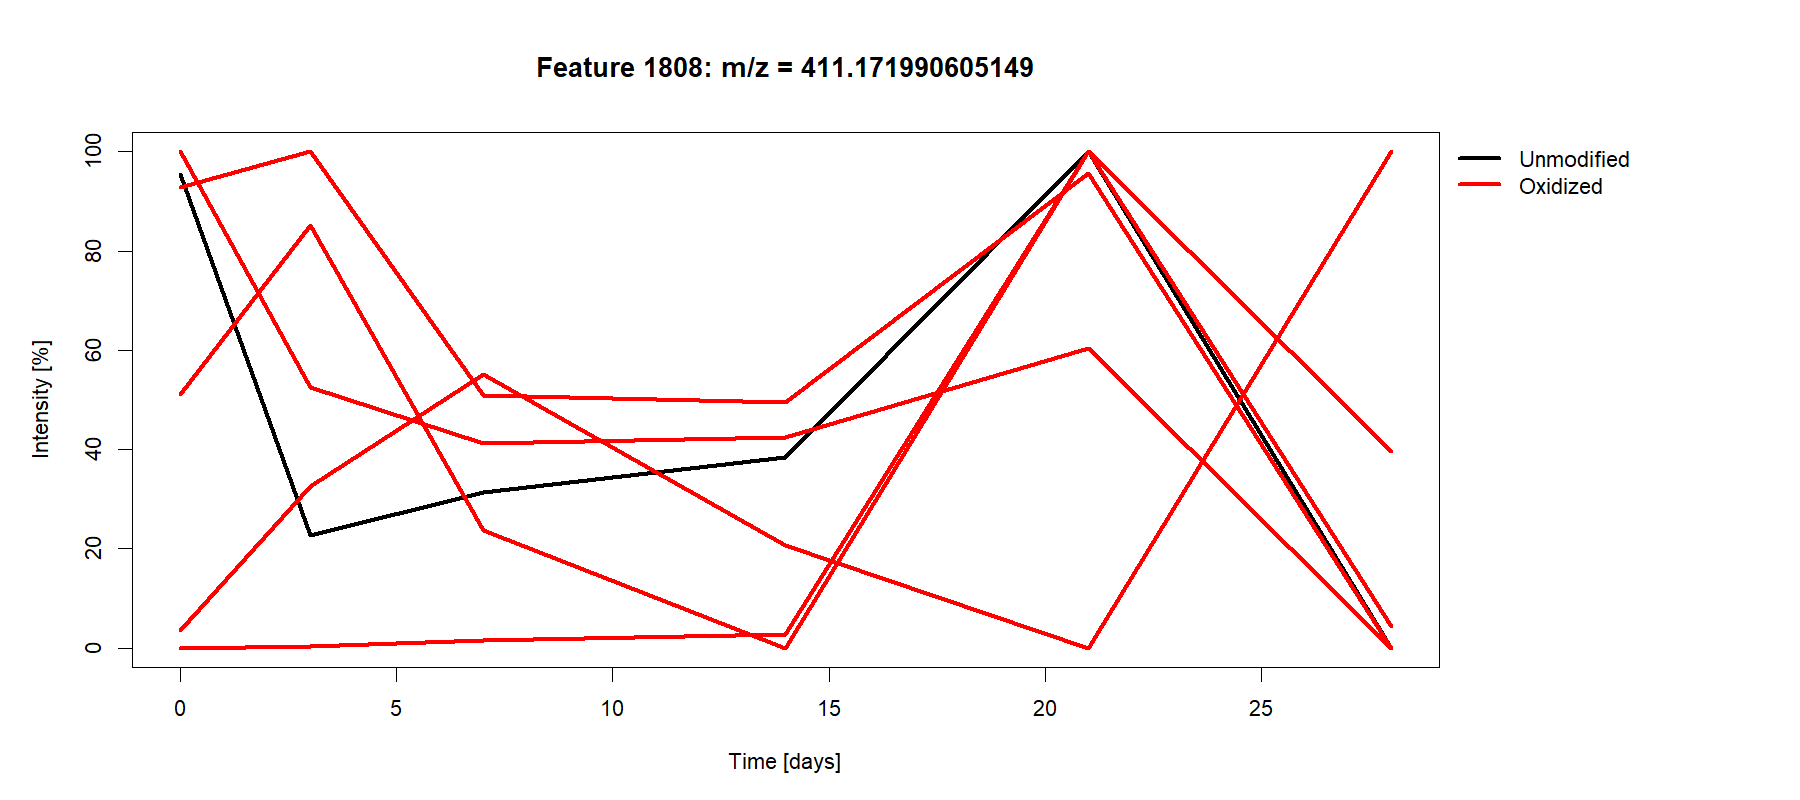 Feature 1808: m/z = 411.171990605149
Unmodified
Oxidized
100
80
60
40
20
0
Intensity [%]
0 5 10 15 20 25
Time [days]